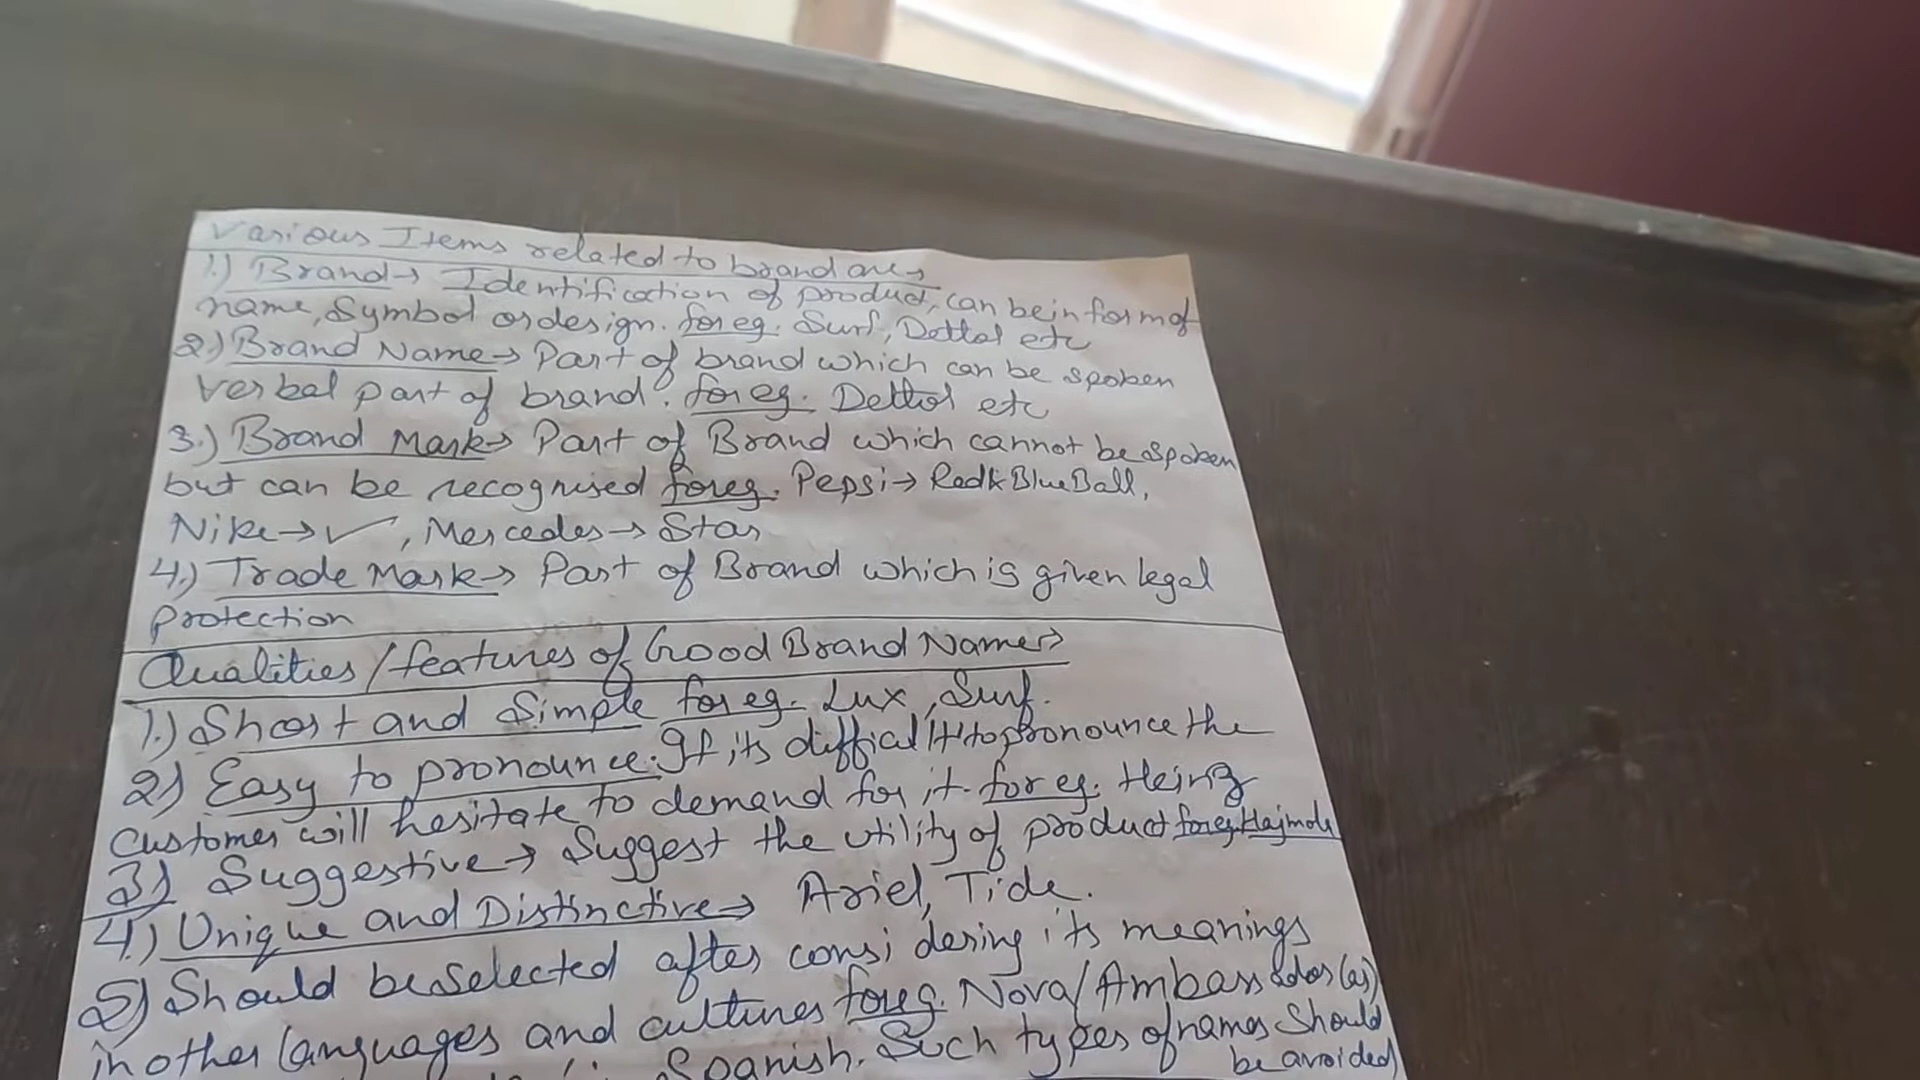 Various Items related to brand are→
1.) Brand→ Identification of product, can be in form of
name, Symbol or design. for eg. Surf, Dettol etc
2.) Brand Name→ Part of brand which can be spoken
Verbal part of brand. for eg. Dettol etc
3.) Brand Mark→ Part of Brand which cannot be spoken
but can be recognised for eg. Pepsi→ Red & Blue Ball,
Nike→ ✓, Mercedes→ Star
4.) Trade Mark→ Part of Brand which is given legal
Protection
Qualities/features of Good Brand Name→
1.) Short and Simple for eg. Lux, Surf.
2) Easy to pronounce. If its difficult to pronounce the
customer will hesitate to demand for it. for eg. Heinz
3) Suggestive→ Suggest the utility of product for eg. Hajmola
4.) Unique and Distinctive→ Ariel, Tide.
5) Should be Selected after considering its meanings
in other languages and cultures for eg. Nova/Ambassador (as)
Spanish. Such types of names Should
be avoided